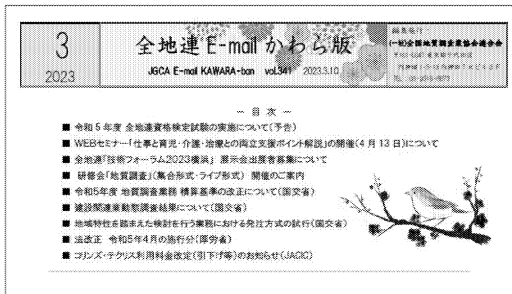 3
2023
全地連 E-mail かわら版
JGCA E-mail KAWARA-ban vol.341 2023.3.10
編集発行:
(一社)全国地質調査業協会連合会
～ 目 次 ～
■ 令和5年度 全地連資格検定試験の実施について(予告)
■ WEBセミナー「仕事と育児・介護・治療との両立支援ポイント解説」の開催(4月13日)について
■ 全地連「技術フォーラム2023横浜」 展示会出展者募集について
■ 研修会「地質調査」(集合形式・ライブ形式) 開催のご案内
■ 令和5年度 地質調査業務 積算基準の改正について(国交省)
■ 建設関連業動態調査結果について(国交省)
■ 地域特性を踏まえた検討を行う業務における発注方式の試行(国交省)
■ 法改正 令和5年4月の施行分(厚労省)
■ コリンズ・テクリス利用料金改定(引下げ等)のお知らせ(JACIC)